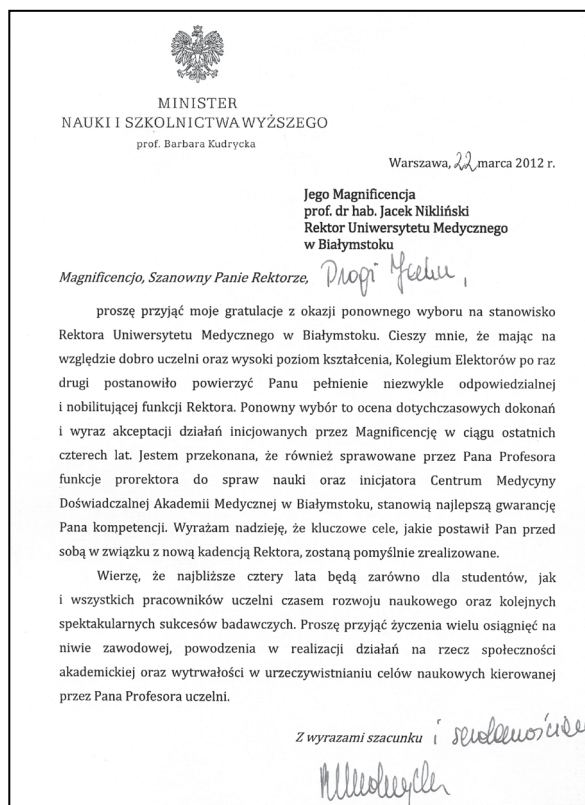 MINISTER
NAUKI I SZKOLNICTWA WYŻSZEGO
prof. Barbara Kudrycka
Warszawa, 22 marca 2012 r.
Jego Magnificencja
prof. dr hab. Jacek Nikliński
Rektor Uniwersytetu Medycznego
w Białymstoku
Magnificencjo, Szanowny Panie Rektorze, Drogi Jacku,
proszę przyjąć moje gratulacje z okazji ponownego wyboru na stanowisko
Rektora Uniwersytetu Medycznego w Białymstoku. Cieszy mnie, że mając na
względzie dobro uczelni oraz wysoki poziom kształcenia, Kolegium Elektorów po raz
drugi postanowiło powierzyć Panu pełnienie niezwykle odpowiedzialnej
i nobilitującej funkcji Rektora. Ponowny wybór to ocena dotychczasowych dokonań
i wyraz akceptacji działań inicjowanych przez Magnificencję w ciągu ostatnich
czterech lat. Jestem przekonana, że również sprawowane przez Pana Profesora
funkcje prorektora do spraw nauki oraz inicjatora Centrum Medycyny
Doświadczalnej Akademii Medycznej w Białymstoku, stanowią najlepszą gwarancję
Pana kompetencji. Wyrażam nadzieję, że kluczowe cele, jakie postawił Pan przed
sobą w związku z nową kadencją Rektora, zostaną pomyślnie zrealizowane.
Wierzę, że najbliższe cztery lata będą zarówno dla studentów, jak
i wszystkich pracowników uczelni czasem rozwoju naukowego oraz kolejnych
spektakularnych sukcesów badawczych. Proszę przyjąć życzenia wielu osiągnięć na
niwie zawodowej, powodzenia w realizacji działań na rzecz społeczności
akademickiej oraz wytrwałości w urzeczywistnianiu celów naukowych kierowanej
przez Pana Profesora uczelni.
Z wyrazami szacunku i